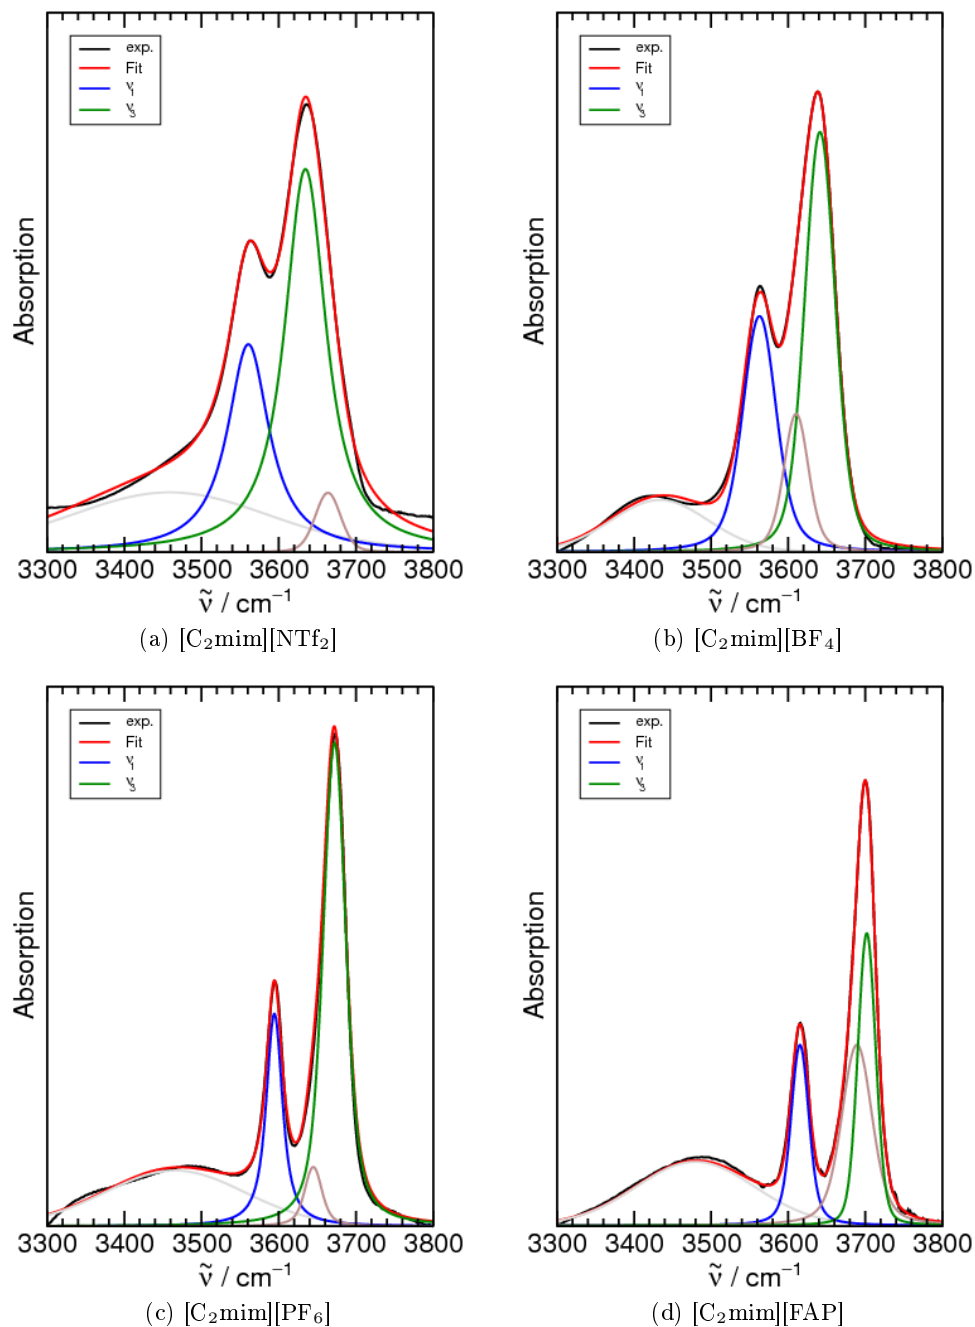 exp.
Fit
ν1
ν3
Absorption
3300 3400 3500 3600 3700 3800
ν̃ / cm⁻¹
(a) [C₂mim][NTf₂]
exp.
Fit
ν1
ν3
Absorption
3300 3400 3500 3600 3700 3800
ν̃ / cm⁻¹
(b) [C₂mim][BF₄]
exp.
Fit
ν1
ν3
Absorption
3300 3400 3500 3600 3700 3800
ν̃ / cm⁻¹
(c) [C₂mim][PF₆]
exp.
Fit
ν1
ν3
Absorption
3300 3400 3500 3600 3700 3800
ν̃ / cm⁻¹
(d) [C₂mim][FAP]